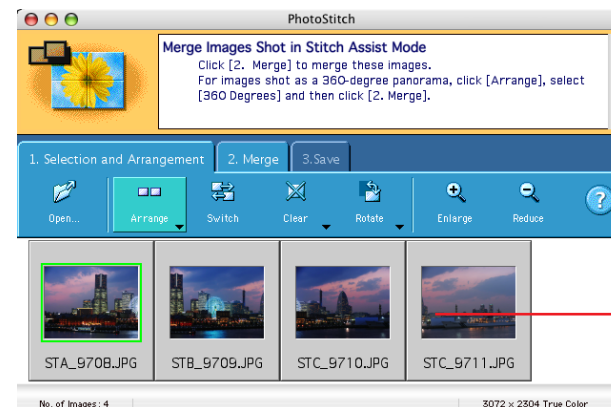 PhotoStitch
Merge Images Shot in Stitch Assist Mode
Click [2. Merge] to merge these images.
For images shot as a 360-degree panorama, click [Arrange], select
[360 Degrees] and then click [2. Merge].
1. Selection and Arrangement 2. Merge 3.Save
Open... Arrange Switch Clear Rotate Enlarge Reduce ?
STA_9708.JPG STB_9709.JPG STC_9710.JPG STC_9711.JPG
No. of Images: 4 3072 x 2304 True Color